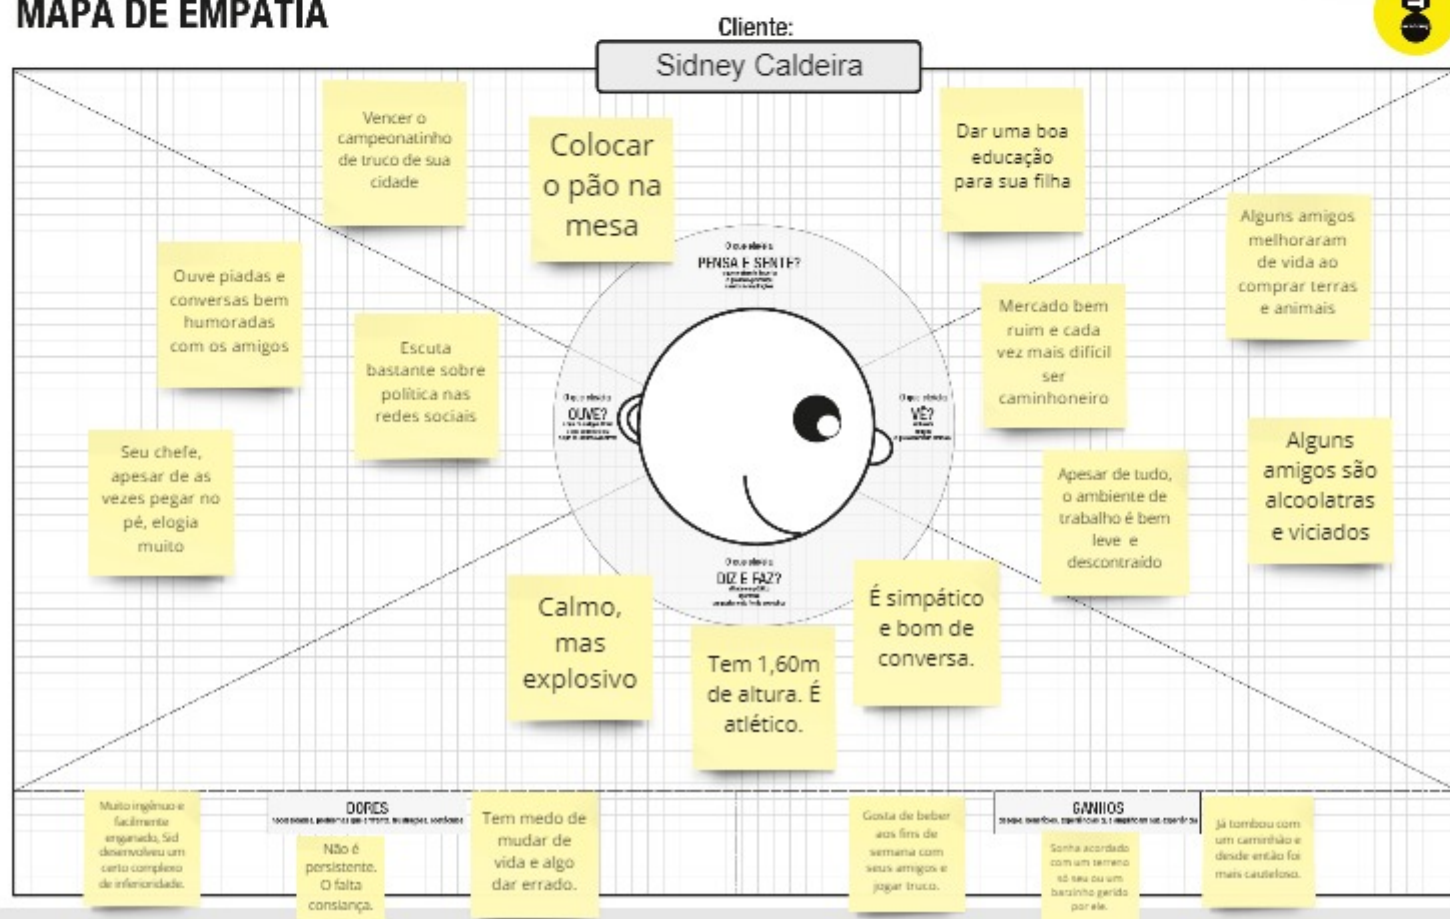 MAPA DE EMPATIA
Cliente:
Sidney Caldeira
Vencer o
campeonatinho
de truco de sua
cidade
Colocar
o pão na
mesa
Dar uma boa
educação
para sua filha
PENSA E SENTE?
Ouve piadas e
conversas bem
humoradas
com os amigos
Escuta
bastante sobre
política nas
redes sociais
Seu chefe,
apesar de as
vezes pegar no
pé, elogia
muito
OUVE?
Alguns amigos
melhoraram
de vida ao
comprar terras
e animais
Mercado bem
ruim e cada
vez mais difícil
ser
caminhoneiro
VÊ?
Alguns
amigos são
alcoolatras
e viciados
Apesar de tudo,
o ambiente de
trabalho é bem
leve e
descontraído
DIZ E FAZ?
Calmo,
mas
explosivo
Tem 1,60m
de altura. É
atlético.
É simpático
e bom de
conversa.
Muito ingênuo e
facilmente
enganado, Sid
desenvolveu um
certo complexo
de inferioridade.
DORES
Não é
persistente.
O falta
consiança.
Tem medo de
mudar de
vida e algo
dar errado.
Gosta de beber
aos fins de
semana com
seus amigos e
jogar truco.
GANHOS
Sonha acordado
com um terreno
só seu ou um
barzinho gerido
por ele.
Já tombou com
um caminhão e
desde então foi
mais cauteloso.